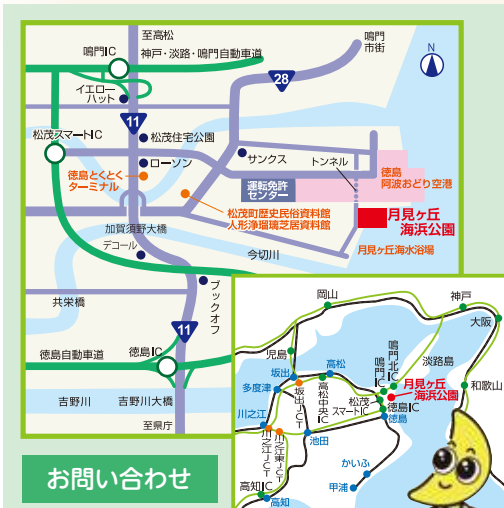 至高松
鳴門IC
神戸・淡路・鳴門自動車道
鳴門
市街
N
イエロー
ハット
28
11
松茂スマートIC
松茂住宅公園
ローソン
サンクス
トンネル
徳島とくとく
ターミナル
運転免許
センター
徳島
阿波おどり空港
松茂町歴史民俗資料館
人形浄瑠璃芝居資料館
月見ヶ丘
海浜公園
加賀須野大橋
デコール
今切川
月見ヶ丘海水浴場
共栄橋
ブックオフ
11
徳島自動車道
徳島IC
吉野川
吉野川大橋
至県庁
岡山
神戸
大阪
児島
淡路島
坂出
高松
鳴門北IC
鳴門IC
多度津
坂出JCT
高松中央IC
月見ヶ丘
海浜公園
和歌山
松茂
スマートIC
徳島IC
徳島
川之江
川之江JCT
川之江東JCT
池田
かいふ
甲浦
高知IC
高知
お問い合わせ